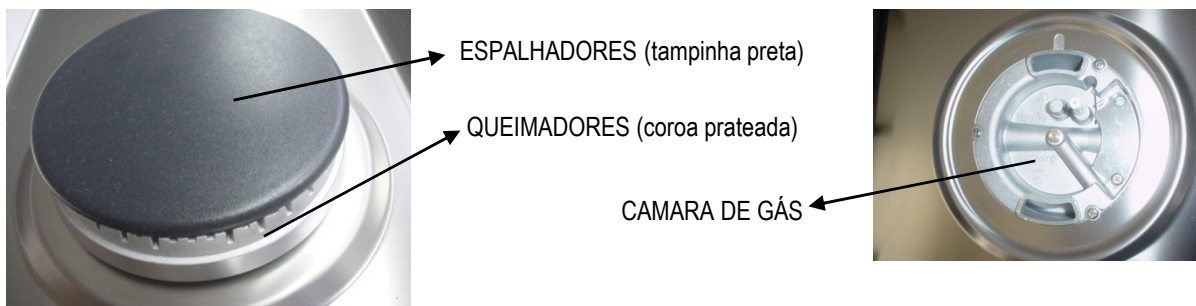 ESPALHADORES (tampinha preta)
QUEIMADORES (coroa prateada)
CAMARA DE GÁS